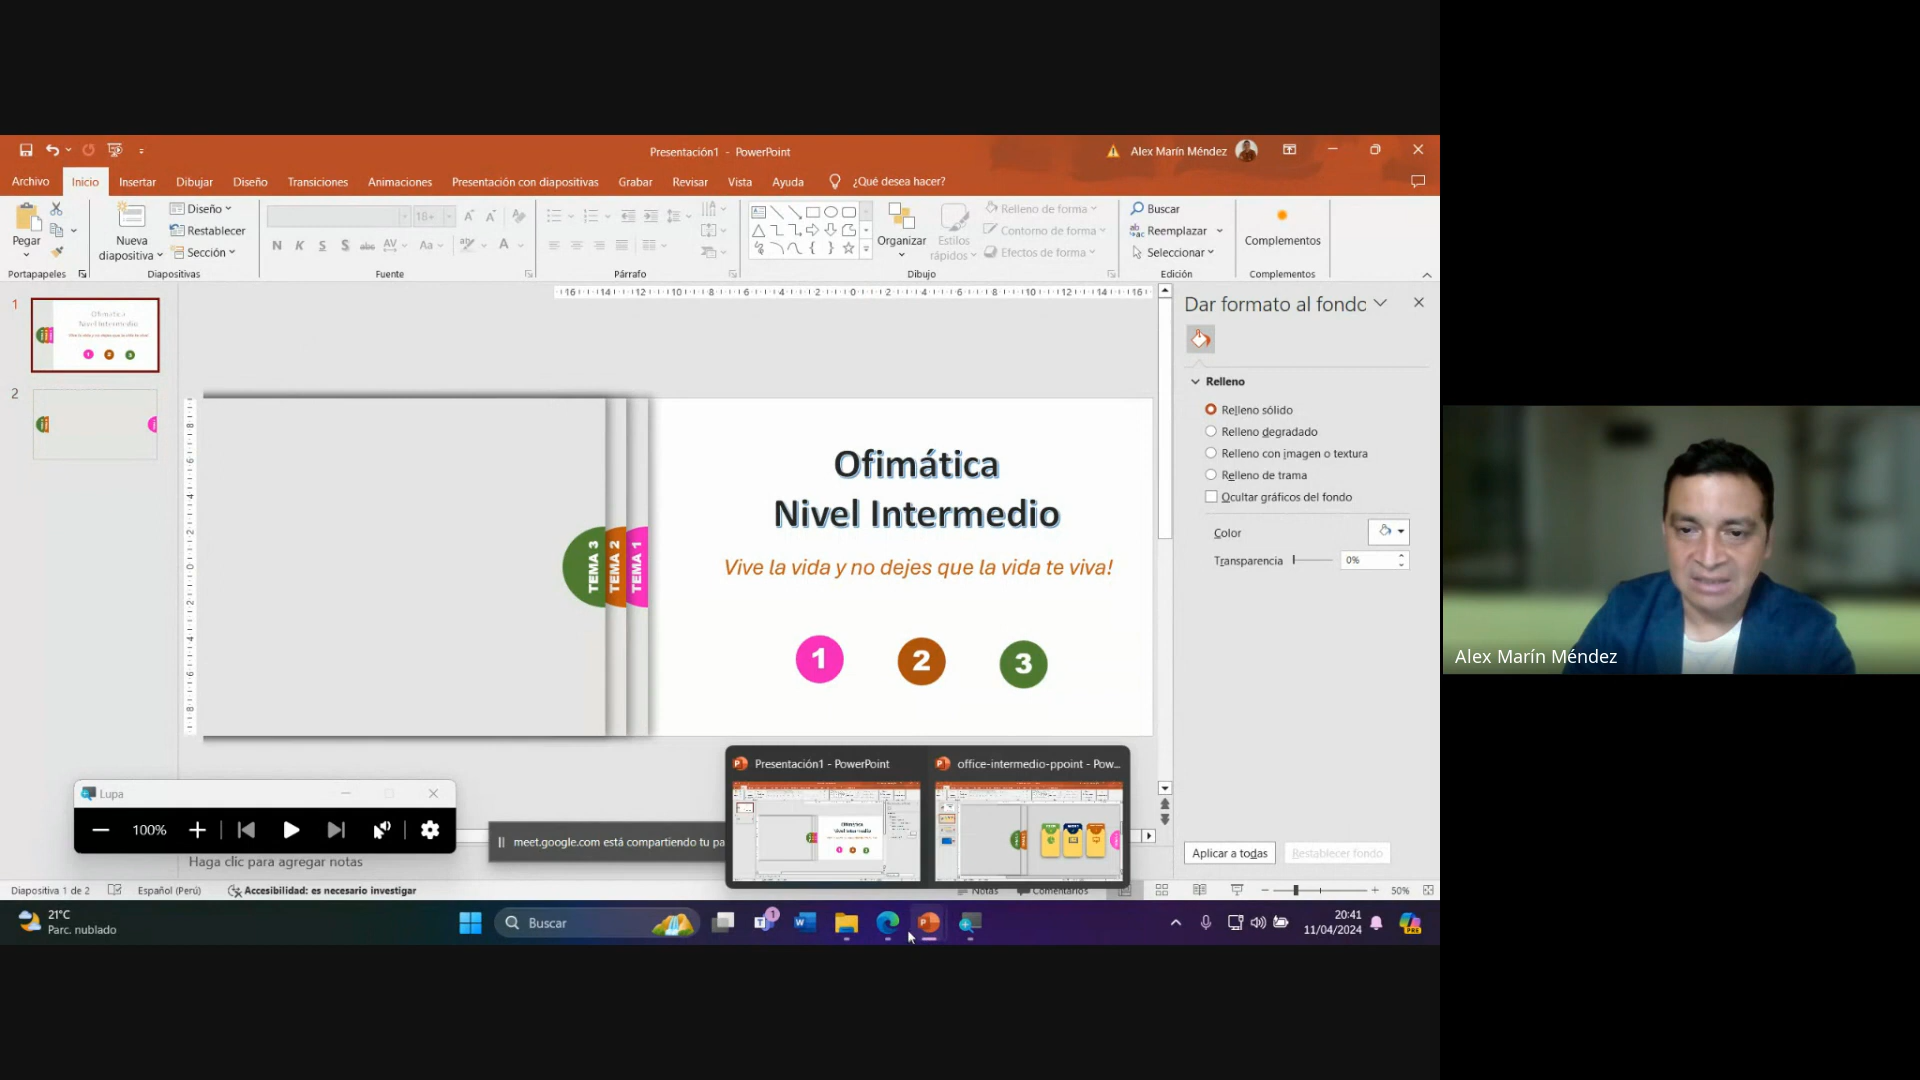 Presentación1 - PowerPoint
Alex Marín Méndez
Archivo Inicio Insertar Dibujar Diseño Transiciones Animaciones Presentación con diapositivas Grabar Revisar Vista Ayuda ¿Qué desea hacer?
Pegar
Portapapeles
Nueva diapositiva
Diseño
Restablecer
Sección
Diapositivas
18+
N K S S abc AV Aa A
Fuente
Párrafo
Organizar
Estilos rápidos
Relleno de forma
Contorno de forma
Efectos de forma
Dibujo
Buscar
Reemplazar
Seleccionar
Edición
Complementos
Complementos
1
2
Ofimática
Nivel Intermedio
Vive la vida y no dejes que la vida te viva!
TEMA 3
TEMA 2
TEMA 1
1
2
3
Dar formato al fondo
Relleno
Relleno sólido
Relleno degradado
Relleno con imagen o textura
Relleno de trama
Ocultar gráficos del fondo
Color
Transparencia 0%
Aplicar a todas
Restablecer fondo
Lupa
100%
meet.google.com está compartiendo tu pa
Presentación1 - PowerPoint
office-intermedio-ppoint - Pow...
Haga clic para agregar notas
Diapositiva 1 de 2
Español (Perú)
Accesibilidad: es necesario investigar
Notas
Comentarios
50%
21°C
Parc. nublado
Buscar
20:41
11/04/2024
Alex Marín Méndez